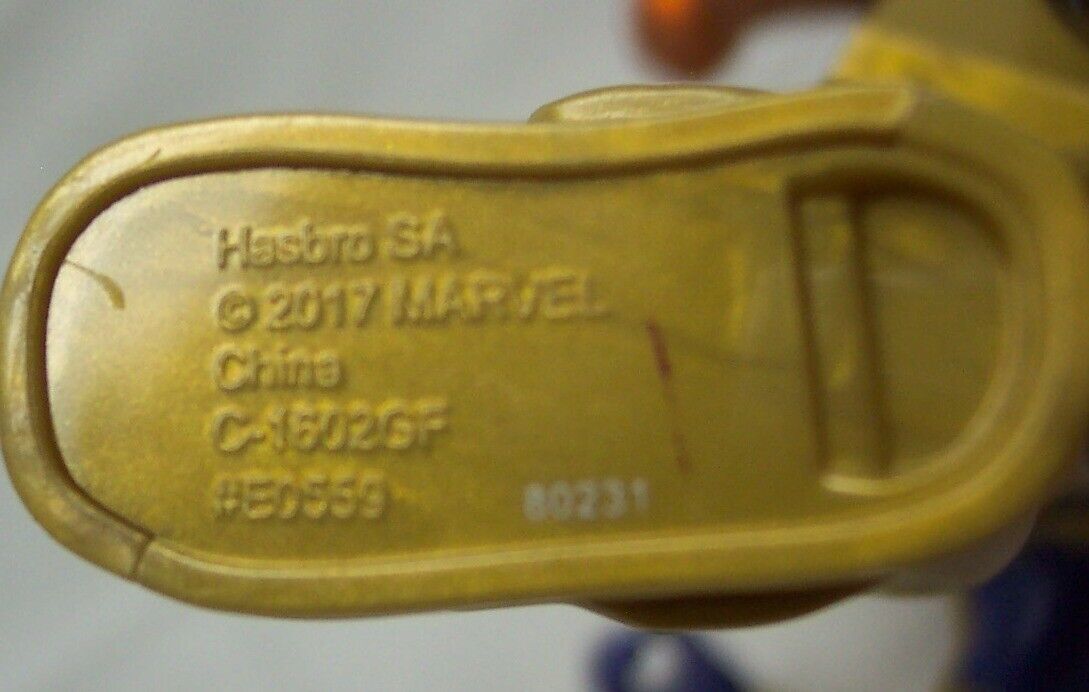 Hasbro SA
© 2017 MARVEL
China
C-1602GF
#E0559
80231